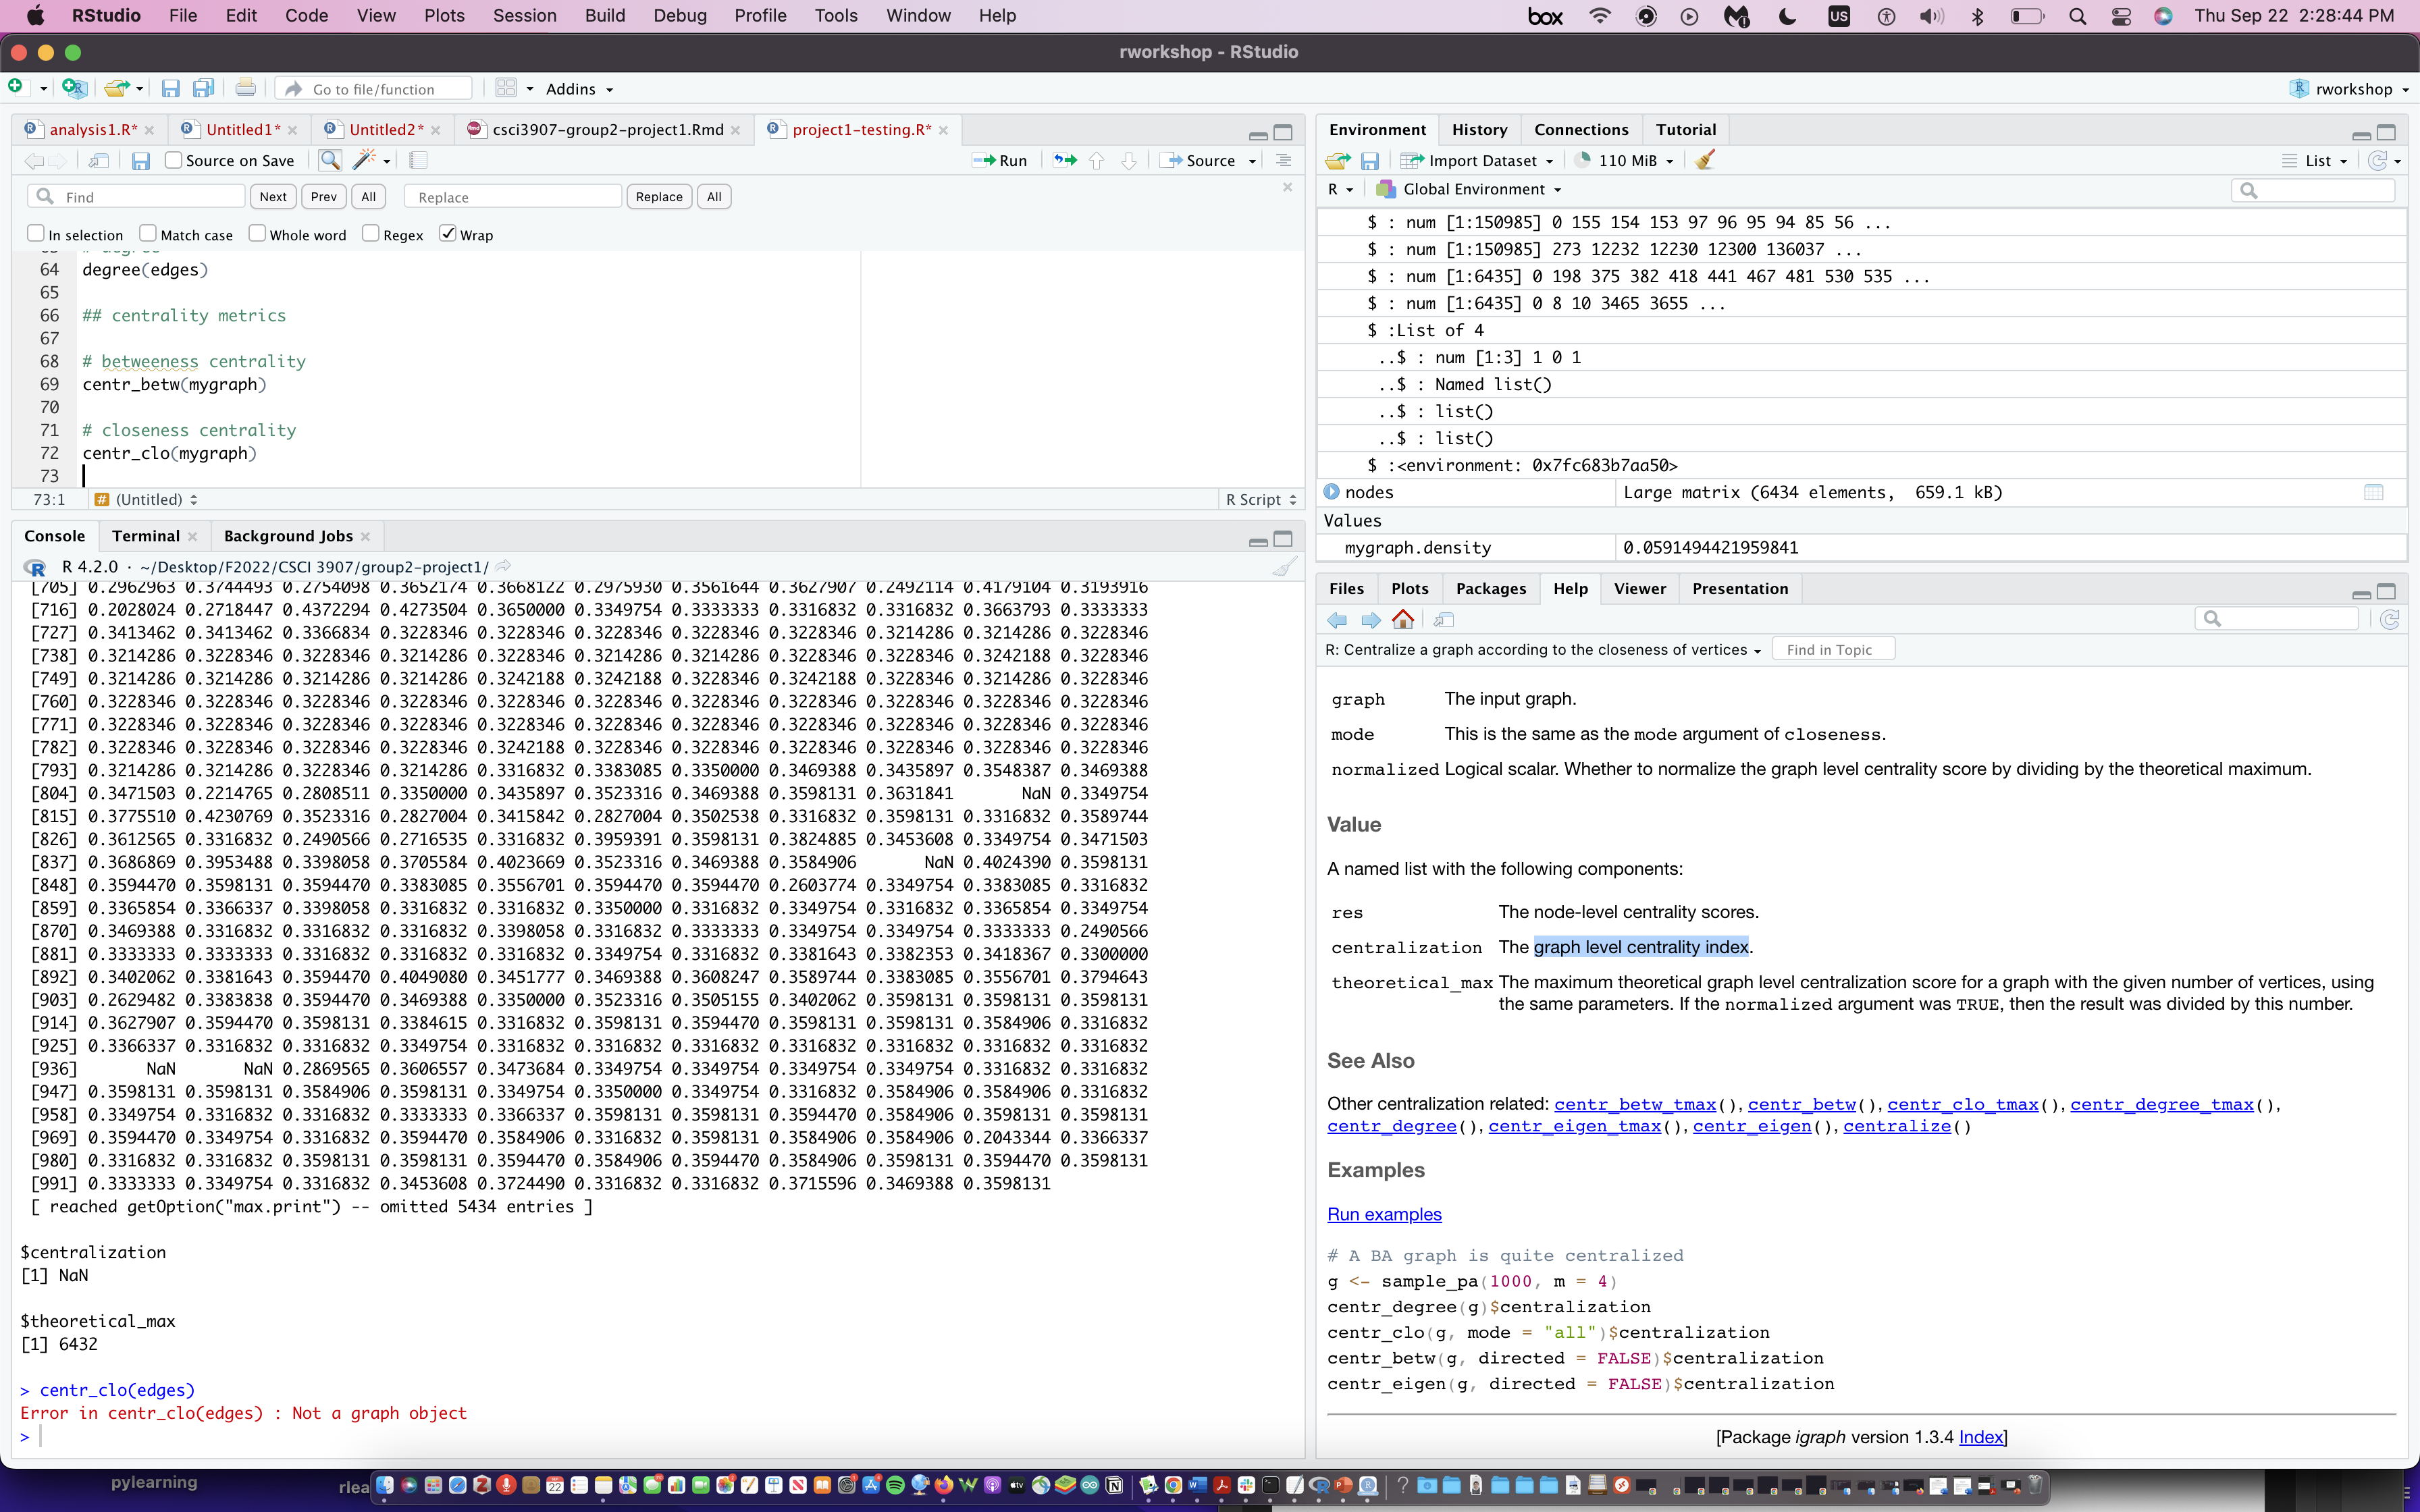 RStudio File Edit Code View Plots Session Build Debug Profile Tools Window Help
box US Thu Sep 22 2:28:44 PM
rworkshop - RStudio
Go to file/function Addins rworkshop
analysis1.R* Untitled1* Untitled2* csci3907-group2-project1.Rmd project1-testing.R*
Source on Save Run Source
Find Next Prev All Replace Replace All
In selection Match case Whole word Regex Wrap
64 degree(edges)
65
66 ## centrality metrics
67
68 # betweeness centrality
69 centr_betw(mygraph)
70
71 # closeness centrality
72 centr_clo(mygraph)
73
73:1 # (Untitled) R Script
Console Terminal Background Jobs
R 4.2.0 · ~/Desktop/F2022/CSCI 3907/group2-project1/
[705] 0.2962963 0.3744493 0.2754098 0.3652174 0.3668122 0.2975930 0.3561644 0.3627907 0.2492114 0.4179104 0.3193916
[716] 0.2028024 0.2718447 0.4372294 0.4273504 0.3650000 0.3349754 0.3333333 0.3316832 0.3316832 0.3663793 0.3333333
[727] 0.3413462 0.3413462 0.3366834 0.3228346 0.3228346 0.3228346 0.3228346 0.3228346 0.3214286 0.3214286 0.3228346
[738] 0.3214286 0.3228346 0.3228346 0.3214286 0.3228346 0.3214286 0.3214286 0.3228346 0.3228346 0.3242188 0.3228346
[749] 0.3214286 0.3214286 0.3214286 0.3214286 0.3242188 0.3242188 0.3228346 0.3242188 0.3228346 0.3214286 0.3228346
[760] 0.3228346 0.3228346 0.3228346 0.3228346 0.3228346 0.3228346 0.3228346 0.3228346 0.3228346 0.3228346 0.3228346
[771] 0.3228346 0.3228346 0.3228346 0.3228346 0.3228346 0.3228346 0.3228346 0.3228346 0.3228346 0.3228346 0.3228346
[782] 0.3228346 0.3228346 0.3228346 0.3228346 0.3242188 0.3228346 0.3228346 0.3228346 0.3228346 0.3228346 0.3228346
[793] 0.3214286 0.3214286 0.3228346 0.3214286 0.3316832 0.3383085 0.3350000 0.3469388 0.3435897 0.3548387 0.3469388
[804] 0.3471503 0.2214765 0.2808511 0.3350000 0.3435897 0.3523316 0.3469388 0.3598131 0.3631841 NaN 0.3349754
[815] 0.3775510 0.4230769 0.3523316 0.2827004 0.3415842 0.2827004 0.3502538 0.3316832 0.3598131 0.3316832 0.3589744
[826] 0.3612565 0.3316832 0.2490566 0.2716535 0.3316832 0.3959391 0.3598131 0.3824885 0.3453608 0.3349754 0.3471503
[837] 0.3686869 0.3953488 0.3398058 0.3705584 0.4023669 0.3523316 0.3469388 0.3584906 NaN 0.4024390 0.3598131
[848] 0.3594470 0.3598131 0.3594470 0.3383085 0.3556701 0.3594470 0.3594470 0.2603774 0.3349754 0.3383085 0.3316832
[859] 0.3365854 0.3366337 0.3398058 0.3316832 0.3316832 0.3350000 0.3316832 0.3349754 0.3316832 0.3365854 0.3349754
[870] 0.3469388 0.3316832 0.3316832 0.3316832 0.3398058 0.3316832 0.3333333 0.3349754 0.3349754 0.3333333 0.2490566
[881] 0.3333333 0.3333333 0.3316832 0.3316832 0.3316832 0.3316832 0.3349754 0.3381643 0.3382353 0.3418367 0.3300000
[892] 0.3402062 0.3381643 0.3594470 0.4049080 0.3451777 0.3469388 0.3608247 0.3589744 0.3383085 0.3556701 0.3794643
[903] 0.2629482 0.3383838 0.3594470 0.3469388 0.3350000 0.3523316 0.3505155 0.3402062 0.3598131 0.3598131 0.3598131
[914] 0.3627907 0.3594470 0.3598131 0.3384615 0.3316832 0.3598131 0.3594470 0.3598131 0.3598131 0.3584906 0.3316832
[925] 0.3366337 0.3316832 0.3316832 0.3349754 0.3316832 0.3316832 0.3316832 0.3316832 0.3316832 0.3316832 0.3316832
[936] NaN NaN 0.2869565 0.3606557 0.3473684 0.3349754 0.3349754 0.3349754 0.3349754 0.3316832 0.3316832
[947] 0.3598131 0.3598131 0.3584906 0.3598131 0.3349754 0.3350000 0.3349754 0.3316832 0.3584906 0.3584906 0.3316832
[958] 0.3349754 0.3316832 0.3316832 0.3333333 0.3366337 0.3598131 0.3598131 0.3594470 0.3584906 0.3598131 0.3598131
[969] 0.3594470 0.3349754 0.3316832 0.3594470 0.3584906 0.3316832 0.3598131 0.3584906 0.3584906 0.2043344 0.3366337
[980] 0.3316832 0.3316832 0.3598131 0.3598131 0.3594470 0.3584906 0.3594470 0.3584906 0.3598131 0.3594470 0.3598131
[991] 0.3333333 0.3349754 0.3316832 0.3453608 0.3724490 0.3316832 0.3316832 0.3715596 0.3469388 0.3598131
[ reached getOption("max.print") -- omitted 5434 entries ]
$centralization
[1] NaN
$theoretical_max
[1] 6432
> centr_clo(edges)
Error in centr_clo(edges) : Not a graph object
>
Environment History Connections Tutorial
Import Dataset 110 MiB List
R Global Environment
$ : num [1:150985] 0 155 154 153 97 96 95 94 85 56 ...
$ : num [1:150985] 273 12232 12230 12300 136037 ...
$ : num [1:6435] 0 198 375 382 418 441 467 481 530 535 ...
$ : num [1:6435] 0 8 10 3465 3655 ...
$ :List of 4
..$ : num [1:3] 1 0 1
..$ : Named list()
..$ : list()
..$ : list()
$ :<environment: 0x7fc683b7aa50>
nodes Large matrix (6434 elements, 659.1 kB)
Values
mygraph.density 0.0591494421959841
Files Plots Packages Help Viewer Presentation
R: Centralize a graph according to the closeness of vertices Find in Topic
graph The input graph.
mode This is the same as the mode argument of closeness.
normalized Logical scalar. Whether to normalize the graph level centrality score by dividing by the theoretical maximum.
Value
A named list with the following components:
res The node-level centrality scores.
centralization The graph level centrality index.
theoretical_max The maximum theoretical graph level centralization score for a graph with the given number of vertices, using
the same parameters. If the normalized argument was TRUE, then the result was divided by this number.
See Also
Other centralization related: centr_betw_tmax(), centr_betw(), centr_clo_tmax(), centr_degree_tmax(),
centr_degree(), centr_eigen_tmax(), centr_eigen(), centralize()
Examples
Run examples
# A BA graph is quite centralized
g <- sample_pa(1000, m = 4)
centr_degree(g)$centralization
centr_clo(g, mode = "all")$centralization
centr_betw(g, directed = FALSE)$centralization
centr_eigen(g, directed = FALSE)$centralization
[Package igraph version 1.3.4 Index]
pylearning rlea